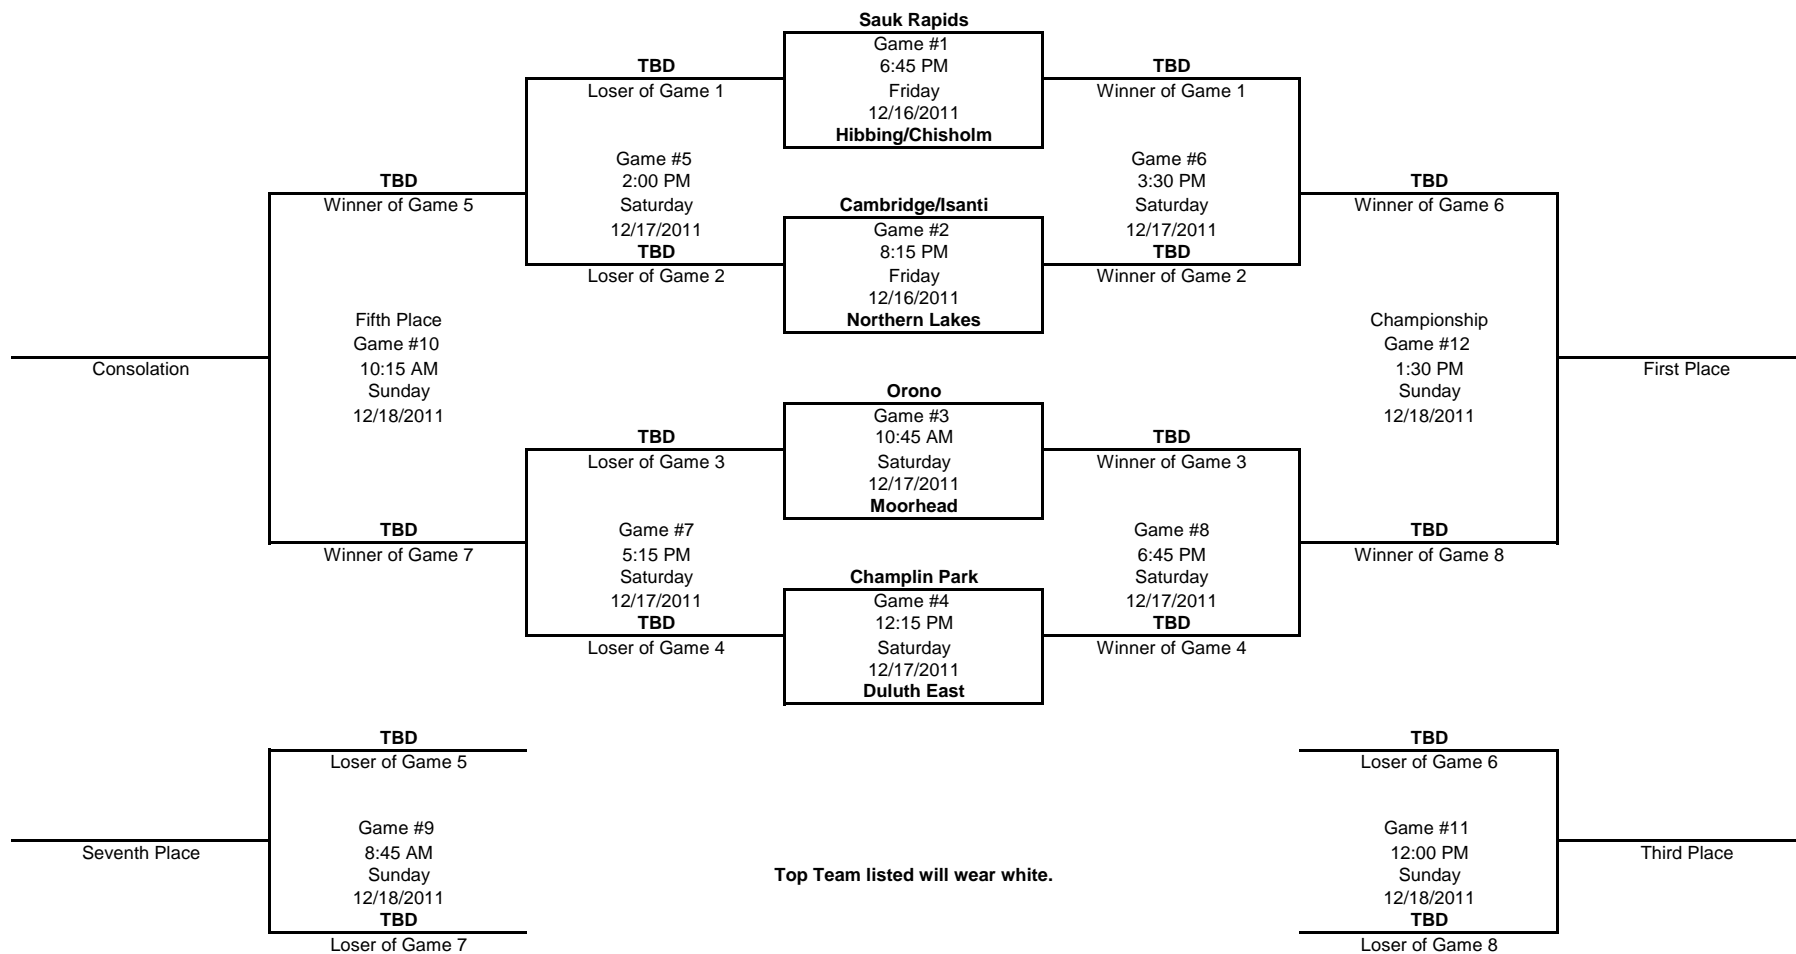 Sauk Rapids
Game #1
TBD
6:45 PM
TBD
Loser of Game 1
Friday
Winner of Game 1
12/16/2011
Hibbing/Chisholm
Game #5
Game #6
TBD
2:00 PM
3:30 PM
TBD
Winner of Game 5
Saturday
Cambridge/Isanti
Saturday
Winner of Game 6
12/17/2011
Game #2
12/17/2011
TBD
8:15 PM
TBD
Loser of Game 2
Friday
Winner of Game 2
12/16/2011
Fifth Place
Northern Lakes
Championship
Game #10
Game #12
Consolation
10:15 AM
1:30 PM
First Place
Sunday
Orono
Sunday
12/18/2011
Game #3
12/18/2011
TBD
10:45 AM
TBD
Loser of Game 3
Saturday
Winner of Game 3
12/17/2011
Moorhead
TBD
Game #7
Game #8
TBD
Winner of Game 7
5:15 PM
6:45 PM
Winner of Game 8
Saturday
Champlin Park
Saturday
12/17/2011
Game #4
12/17/2011
TBD
12:15 PM
TBD
Loser of Game 4
Saturday
Winner of Game 4
12/17/2011
Duluth East
TBD
TBD
Loser of Game 5
Loser of Game 6
Game #9
Game #11
Seventh Place
8:45 AM
12:00 PM
Third Place
Sunday
Top Team listed will wear white.
Sunday
12/18/2011
12/18/2011
TBD
TBD
Loser of Game 7
Loser of Game 8